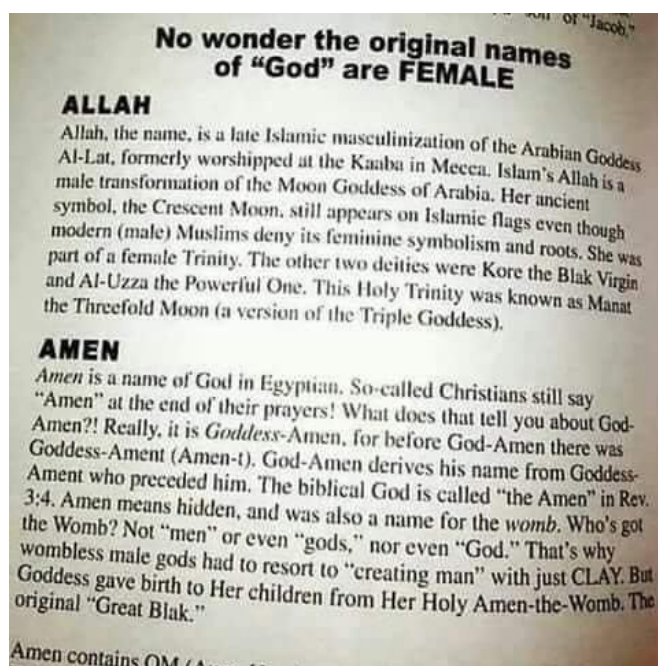 of "Jacob."
No wonder the original names
of "God" are FEMALE
ALLAH
Allah, the name, is a late Islamic masculinization of the Arabian Goddess
Al-Lat, formerly worshipped at the Kaaba in Mecca. Islam's Allah is a
male transformation of the Moon Goddess of Arabia. Her ancient
symbol, the Crescent Moon, still appears on Islamic flags even though
modern (male) Muslims deny its feminine symbolism and roots. She was
part of a female Trinity. The other two deities were Kore the Blak Virgin
and Al-Uzza the Powerful One. This Holy Trinity was known as Manat
the Threefold Moon (a version of the Triple Goddess).
AMEN
Amen is a name of God in Egyptian. So-called Christians still say
"Amen" at the end of their prayers! What does that tell you about God-
Amen?! Really, it is Goddess-Amen, for before God-Amen there was
Goddess-Ament (Amen-t). God-Amen derives his name from Goddess-
Ament who preceded him. The biblical God is called "the Amen" in Rev.
3:4. Amen means hidden, and was also a name for the womb. Who's got
the Womb? Not "men" or even "gods," nor even "God." That's why
wombless male gods had to resort to "creating man" with just CLAY. But
Goddess gave birth to Her children from Her Holy Amen-the-Womb. The
original "Great Blak."
Amen contains OM